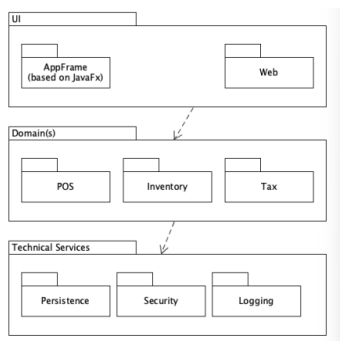 UI
AppFrame
(based on JavaFx)
Web
Domain(s)
POS
Inventory
Tax
Technical Services
Persistence
Security
Logging